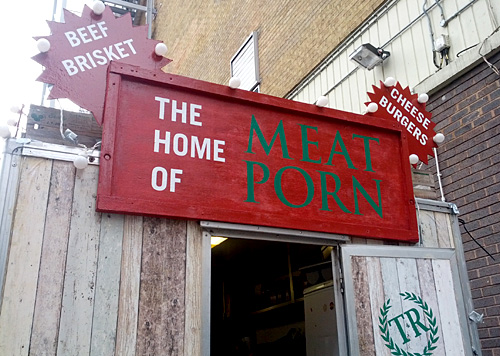 BEEF
BRISKET
THE
HOME
OF
MEAT
PORN
CHEESE
BURGERS
TR